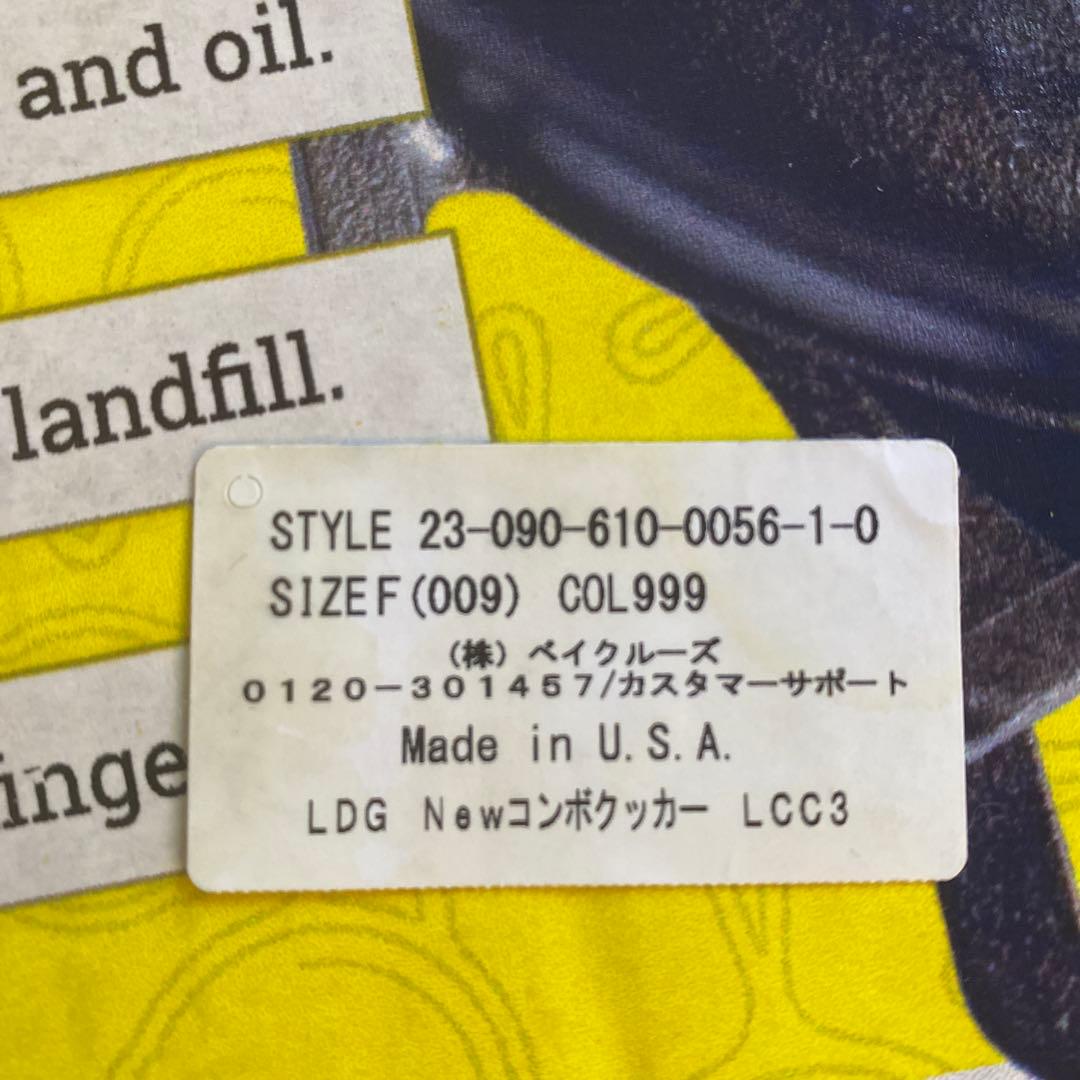 and oil.
landfill.
inge
STYLE 23-090-610-0056-1-0
SIZE F (009) COL999
(株) ベイクルーズ
0120-301457/カスタマーサポート
Made in U.S.A.
LDG Newコンボクッカー LCC3